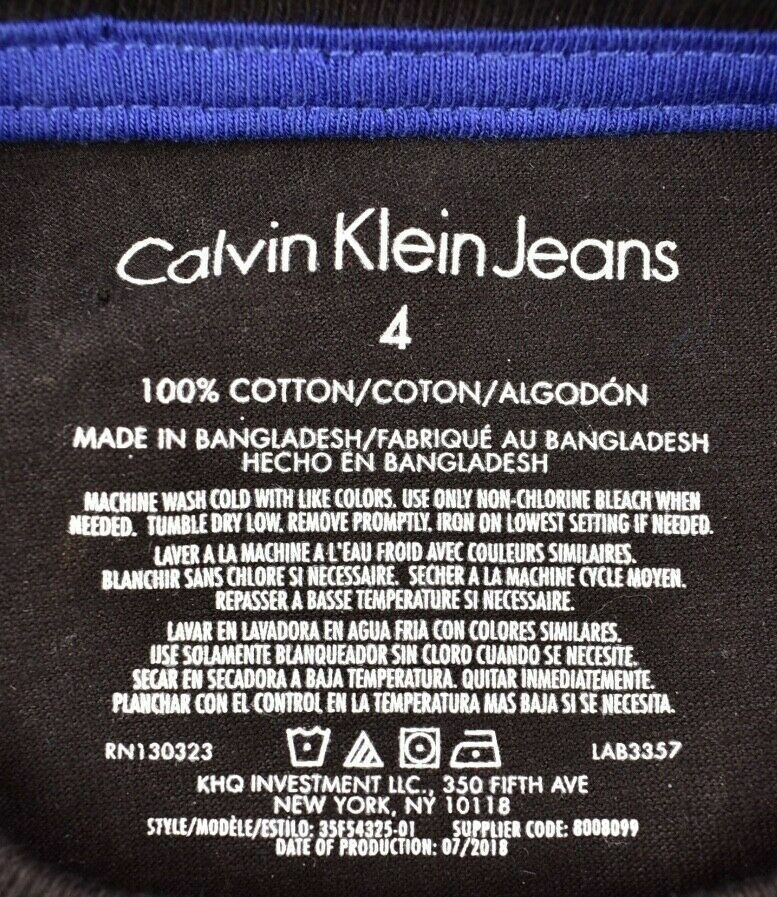 Calvin Klein Jeans
4
100% COTTON/COTON/ALGODÓN
MADE IN BANGLADESH/FABRIQUÉ AU BANGLADESH
HECHO EN BANGLADESH
MACHINE WASH COLD WITH LIKE COLORS. USE ONLY NON-CHLORINE BLEACH WHEN
NEEDED. TUMBLE DRY LOW. REMOVE PROMPTLY. IRON ON LOWEST SETTING IF NEEDED.
LAVER A LA MACHINE A L'EAU FROID AVEC COULEURS SIMILAIRES.
BLANCHIR SANS CHLORE SI NECESSAIRE. SECHER A LA MACHINE CYCLE MOYEN.
REPASSER A BASSE TEMPERATURE SI NECESSAIRE.
LAVAR EN LAVADORA EN AGUA FRIA CON COLORES SIMILARES.
USE SOLAMENTE BLANQUEADOR SIN CLORO CUANDO SE NECESITE.
SECAR EN SECADORA A BAJA TEMPERATURA. QUITAR INMEDIATEMENTE.
PLANCHAR CON EL CONTROL EN LA TEMPERATURA MAS BAJA SI SE NECESITA.
RN130323 LAB3357
KHQ INVESTMENT LLC., 350 FIFTH AVE
NEW YORK, NY 10118
STYLE/MODÈLE/ESTILO: 35F54325-01 SUPPLIER CODE: 8008099
DATE OF PRODUCTION: 07/2018